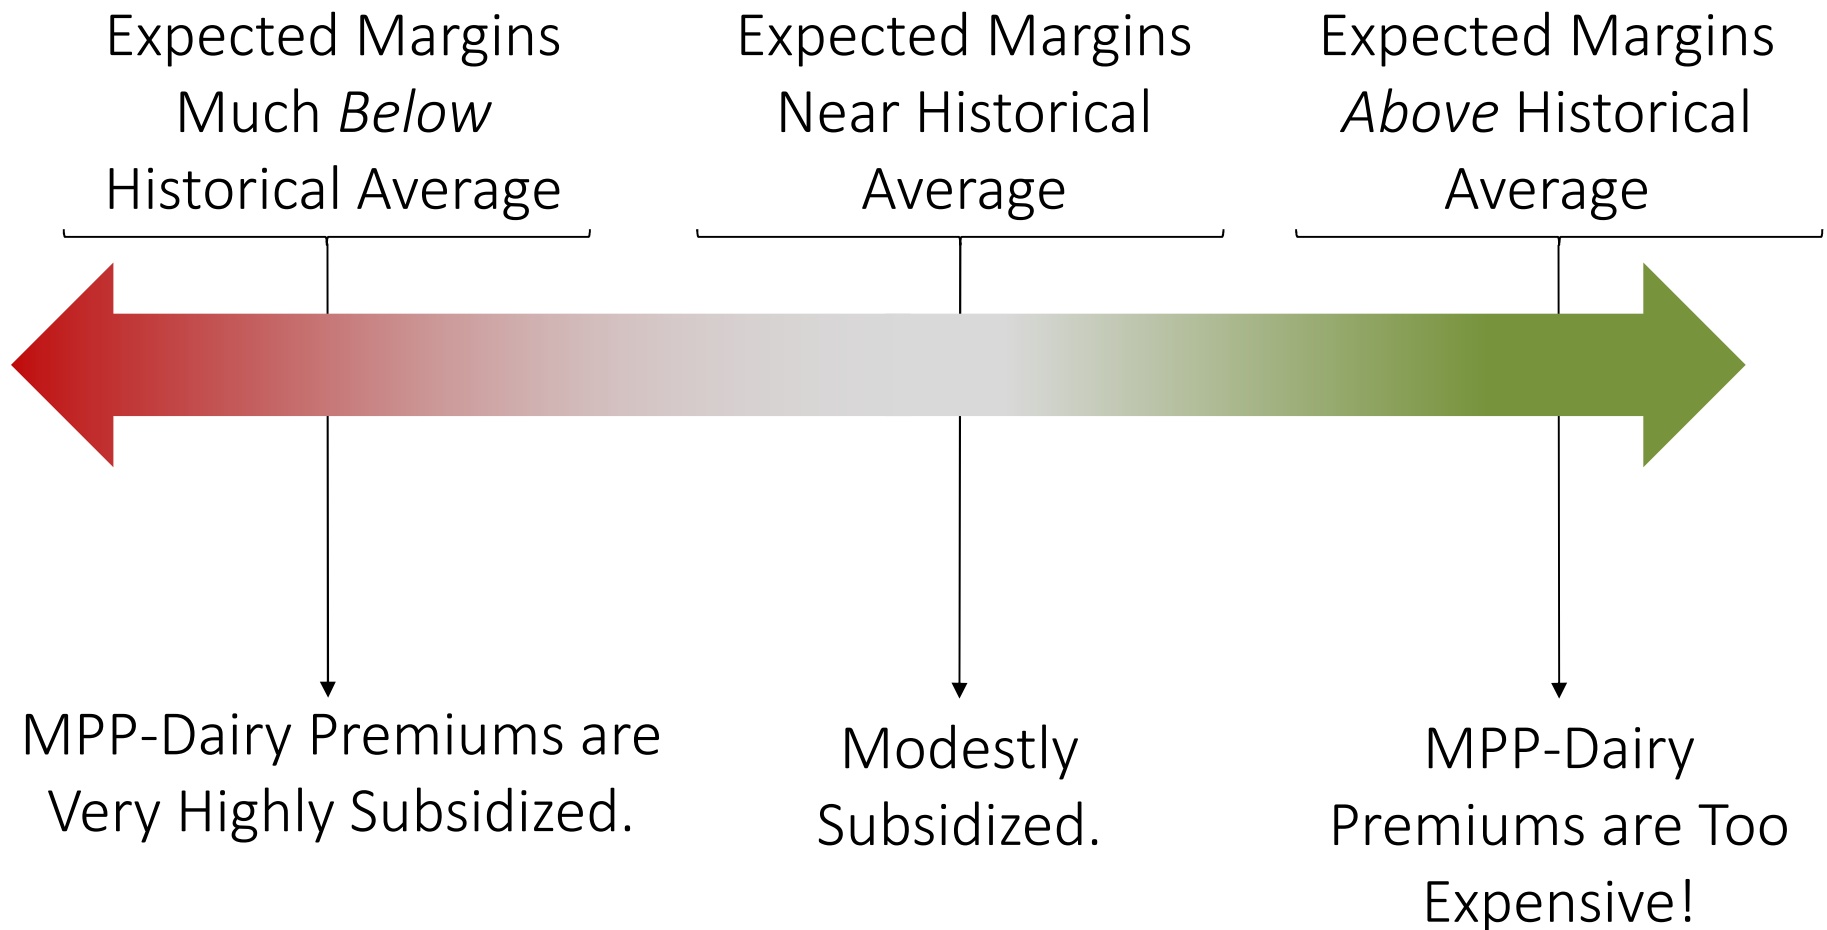 Expected Margins
Much Below
Historical Average
Expected Margins
Near Historical
Average
Expected Margins
Above Historical
Average
MPP-Dairy Premiums are
Very Highly Subsidized.
Modestly
Subsidized.
MPP-Dairy
Premiums are Too
Expensive!